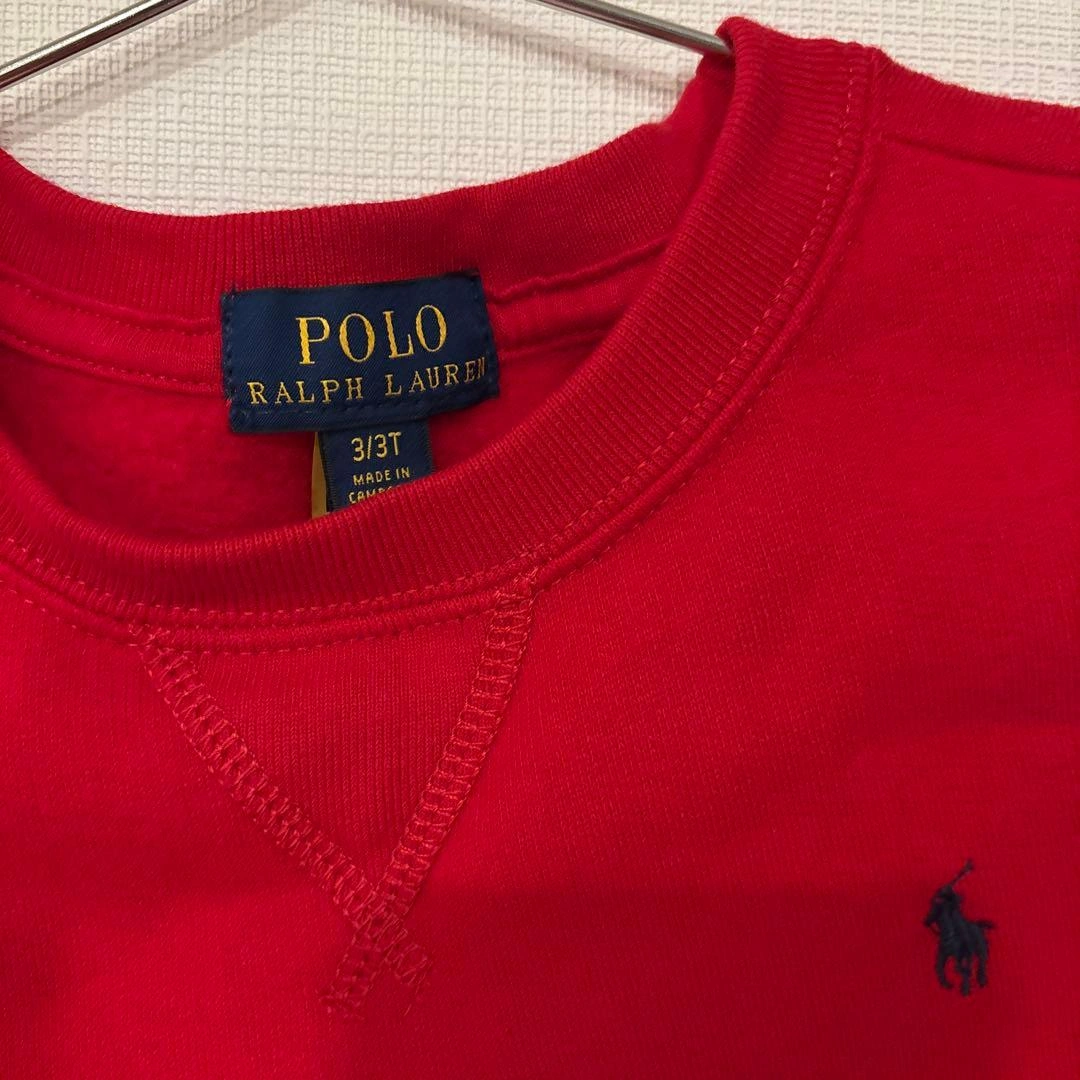 POLO
RALPH LAUREN
3/3T
MADE IN